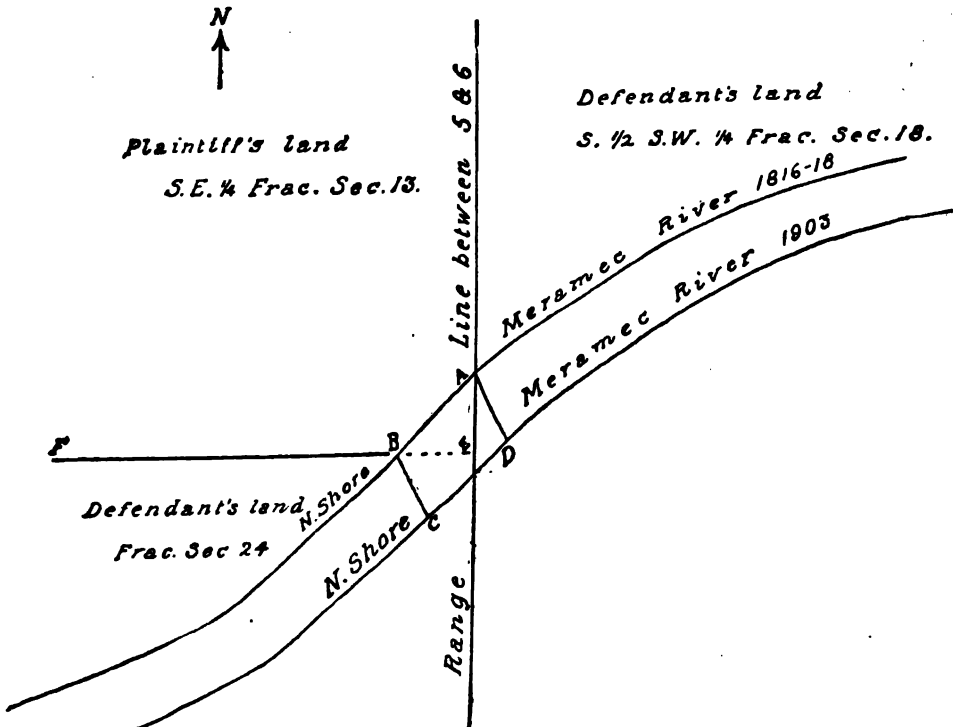 N
Plaintiff's land
S.E. ¼ Frac. Sec. 13.
Defendant's land
S. ½ S.W. ¼ Frac. Sec. 18.
Range Line between 5 & 6
Meramec River 1816-18
Meramec River 1903
A
F
B
E
D
C
N. Shore
N. Shore
Defendant's land
Frac. Sec 24